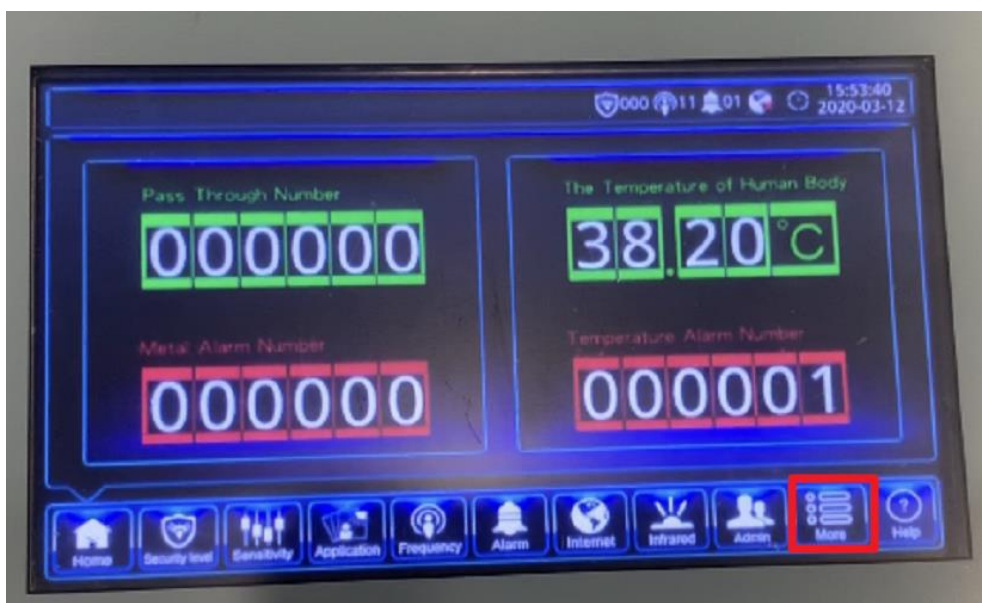 000 11 01 15:53:40
2020-03-12
Pass Through Number
000000
The Temperature of Human Body
38.20 °C
Metal Alarm Number
000000
Temperature Alarm Number
000001
Home Security level Sensitivity Application Frequency Alarm Internet Infrared Admin More ? Help